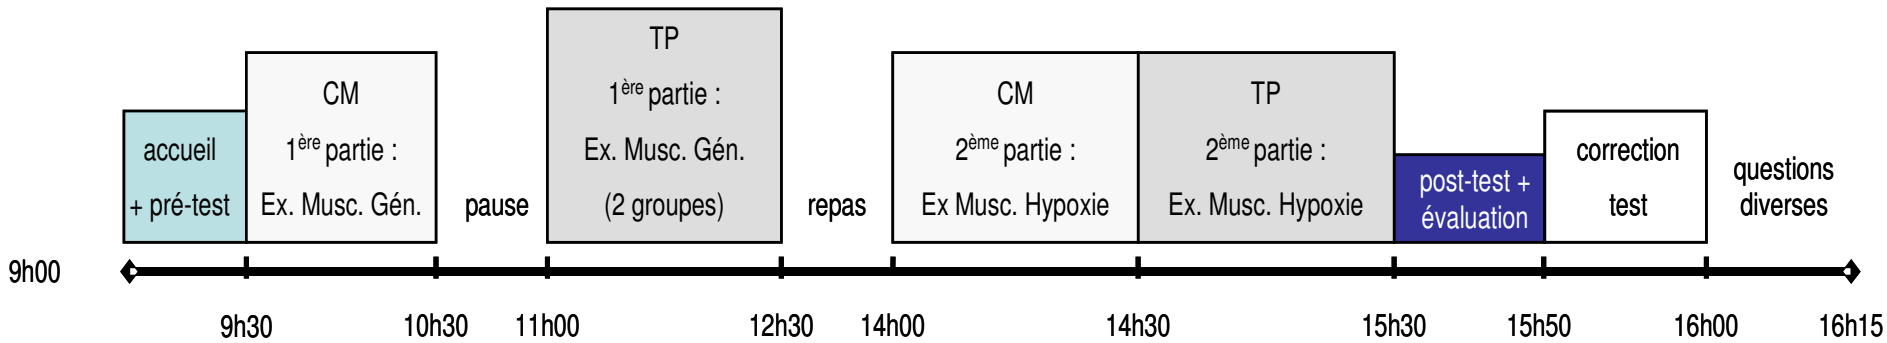 accueil
+ pré-test
CM
1ère partie :
Ex. Musc. Gén.
pause
TP
1ère partie :
Ex. Musc. Gén.
(2 groupes)
repas
CM
2ème partie :
Ex Musc. Hypoxie
TP
2ème partie :
Ex. Musc. Hypoxie
post-test +
évaluation
correction
test
questions
diverses
9h00
9h30
10h30
11h00
12h30
14h00
14h30
15h30
15h50
16h00
16h15